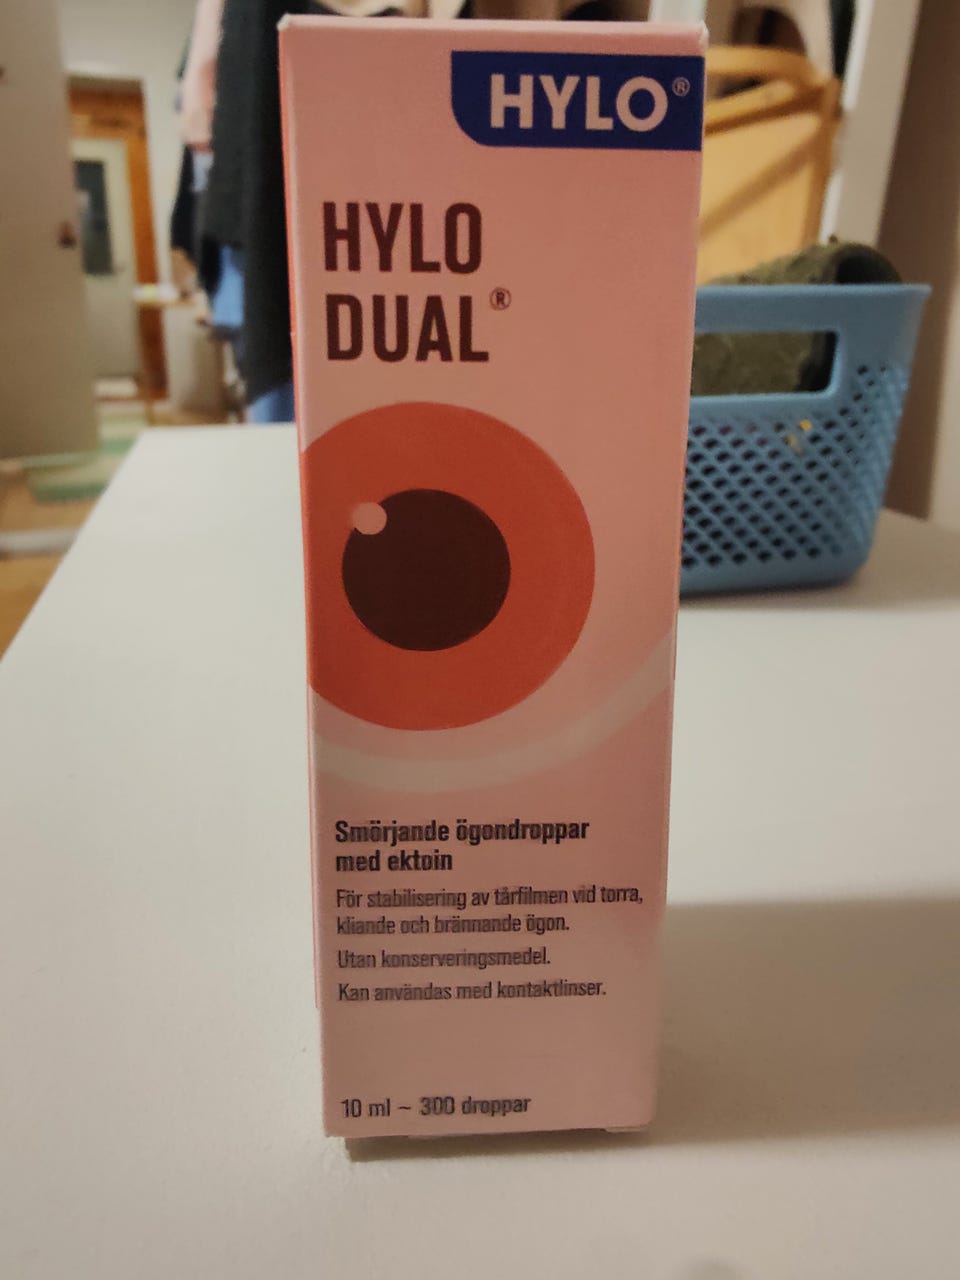 HYLO®
HYLO
DUAL®
Smörjande ögondroppar
med ektoin
För stabilisering av tårfilmen vid torra,
kliande och brännande ögon.
Utan konserveringsmedel.
Kan användas med kontaktlinser.
10 ml ~ 300 droppar